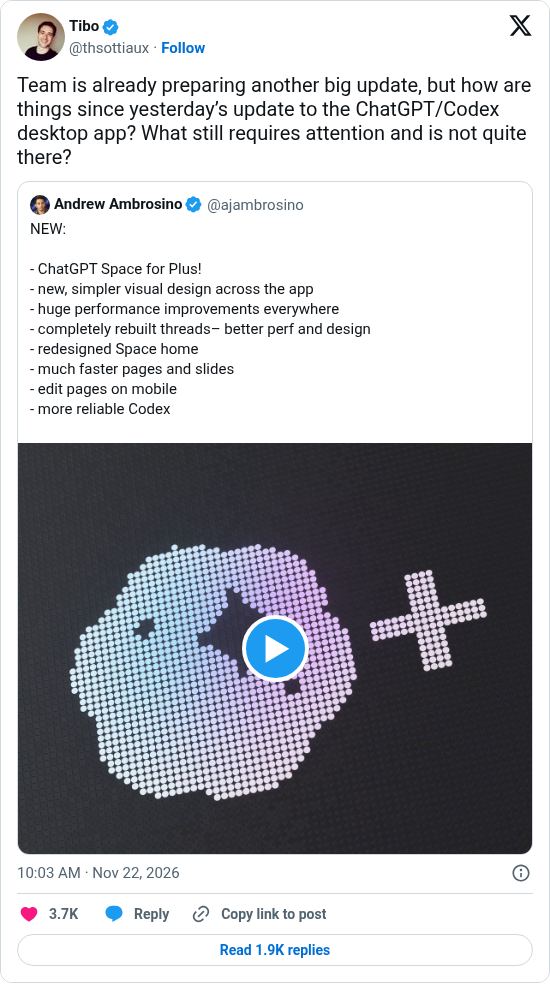 Tibo
@thsottiaux · Follow
Team is already preparing another big update, but how are
things since yesterday’s update to the ChatGPT/Codex
desktop app? What still requires attention and is not quite
there?
Andrew Ambrosino @ajambrosino
NEW:
- ChatGPT Space for Plus!
- new, simpler visual design across the app
- huge performance improvements everywhere
- completely rebuilt threads– better perf and design
- redesigned Space home
- much faster pages and slides
- edit pages on mobile
- more reliable Codex
10:03 AM · Nov 22, 2026
3.7K Reply Copy link to post
Read 1.9K replies